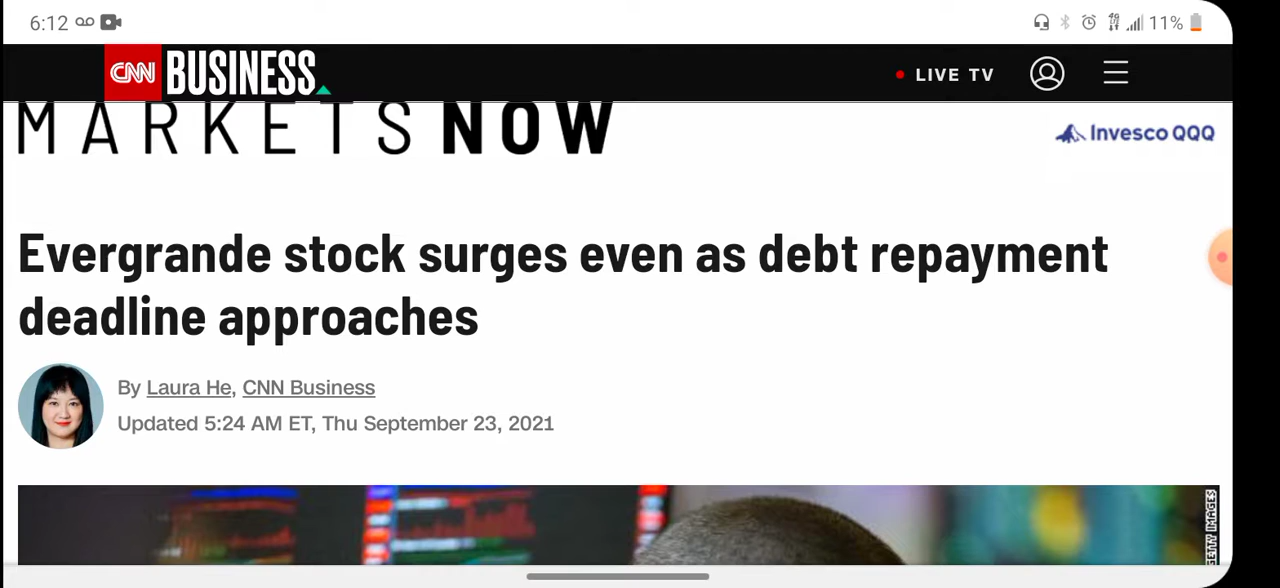 6:12 11%
CNN BUSINESS LIVE TV
MARKETS NOW Invesco QQQ
Evergrande stock surges even as debt repayment
deadline approaches
By Laura He, CNN Business
Updated 5:24 AM ET, Thu September 23, 2021
GETTY IMAGES